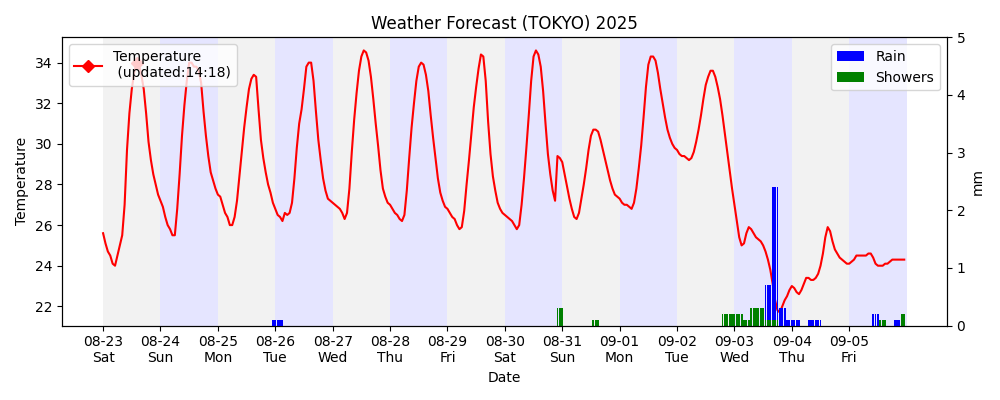 Weather Forecast (TOKYO) 2025
Temperature
(updated:14:18)
Rain
Showers
Temperature
34
32
30
28
26
24
22
5
4
3
2
1
0
mm
08-23 08-24 08-25 08-26 08-27 08-28 08-29 08-30 08-31 09-01 09-02 09-03 09-04 09-05
Sat Sun Mon Tue Wed Thu Fri Sat Sun Mon Tue Wed Thu Fri
Date